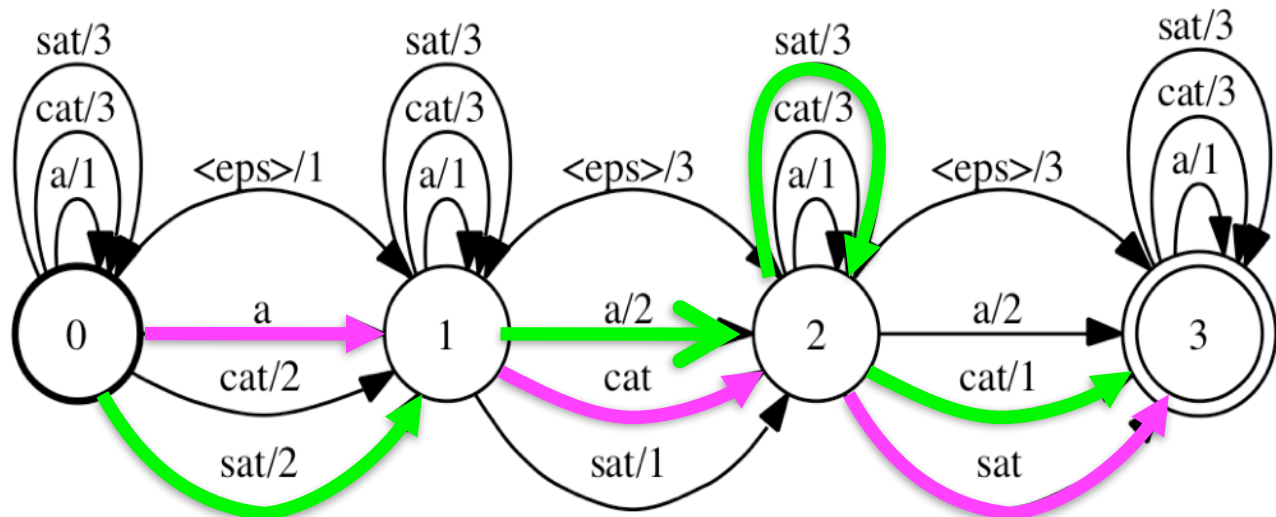 sat/3 sat/3 sat/3 sat/3
cat/3 cat/3 cat/3 cat/3
a/1 <eps>/1 a/1 <eps>/3 a/1 <eps>/3 a/1
0 a 1 a/2 2 a/2 3
cat/2 cat cat/1
sat/2 sat/1 sat